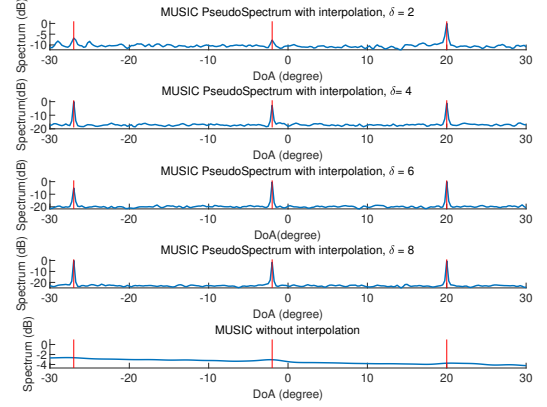 MUSIC PseudoSpectrum with interpolation, δ = 2
Spectrum (dB)
0
-5
-10
-30 -20 -10 0 10 20 30
DoA (degree)
MUSIC PseudoSpectrum with interpolation, δ= 4
Spectrum(dB)
0
-10
-20
-30 -20 -10 0 10 20 30
DoA (degree)
MUSIC PseudoSpectrum with interpolation, δ = 6
Spectrum(dB)
0
-10
-20
-30 -20 -10 0 10 20 30
DoA(degree)
MUSIC PseudoSpectrum with interpolation, δ = 8
Spectrum (dB)
0
-10
-20
-30 -20 -10 0 10 20 30
DoA (degree)
MUSIC without interpolation
Spectrum (dB)
0
-2
-4
-30 -20 -10 0 10 20 30
DoA (degree)